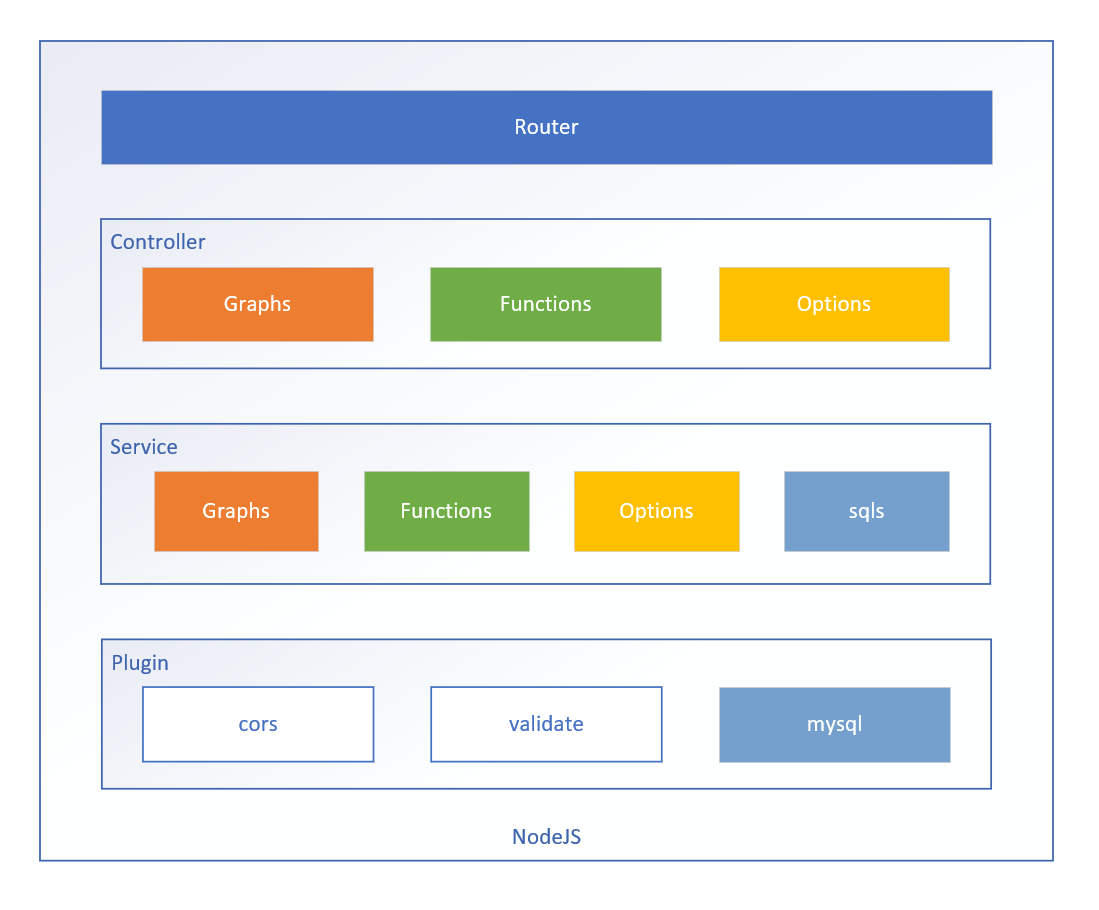 Router
Controller
Graphs
Functions
Options
Service
Graphs
Functions
Options
sqls
Plugin
cors
validate
mysql
NodeJS